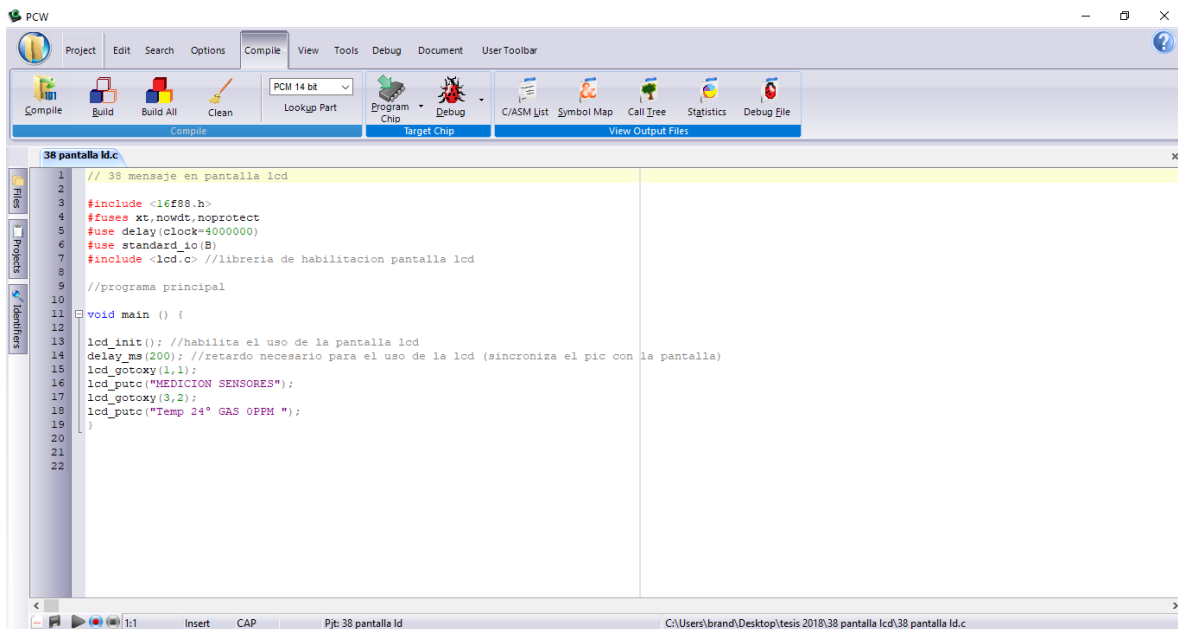 PCW
Project Edit Search Options Compile View Tools Debug Document User Toolbar
101
Compile Build Build All Clean PCM 14 bit Lookup Part Program Chip Debug C/ASM List Symbol Map Call Tree Statistics Debug File
Compile Target Chip View Output Files
38 pantalla ld.c
Files
Projects
Identifiers
1 // 38 mensaje en pantalla lcd
2
3 #include <16f88.h>
4 #fuses xt,nowdt,noprotect
5 #use delay(clock=4000000)
6 #use standard_io(B)
7 #include <lcd.c> //libreria de habilitacion pantalla lcd
8
9 //programa principal
10
11 void main () {
12
13 lcd_init(); //habilita el uso de la pantalla lcd
14 delay_ms(200); //retardo necesario para el uso de la lcd (sincroniza el pic con la pantalla)
15 lcd_gotoxy(1,1);
16 lcd_putc("MEDICION SENSORES");
17 lcd_gotoxy(3,2);
18 lcd_putc("Temp 24° GAS 0PPM ");
19 }
20
21
22
1:1 Insert CAP Pjt: 38 pantalla ld C:\Users\brand\Desktop\tesis 2018\38 pantalla lcd\38 pantalla ld.c